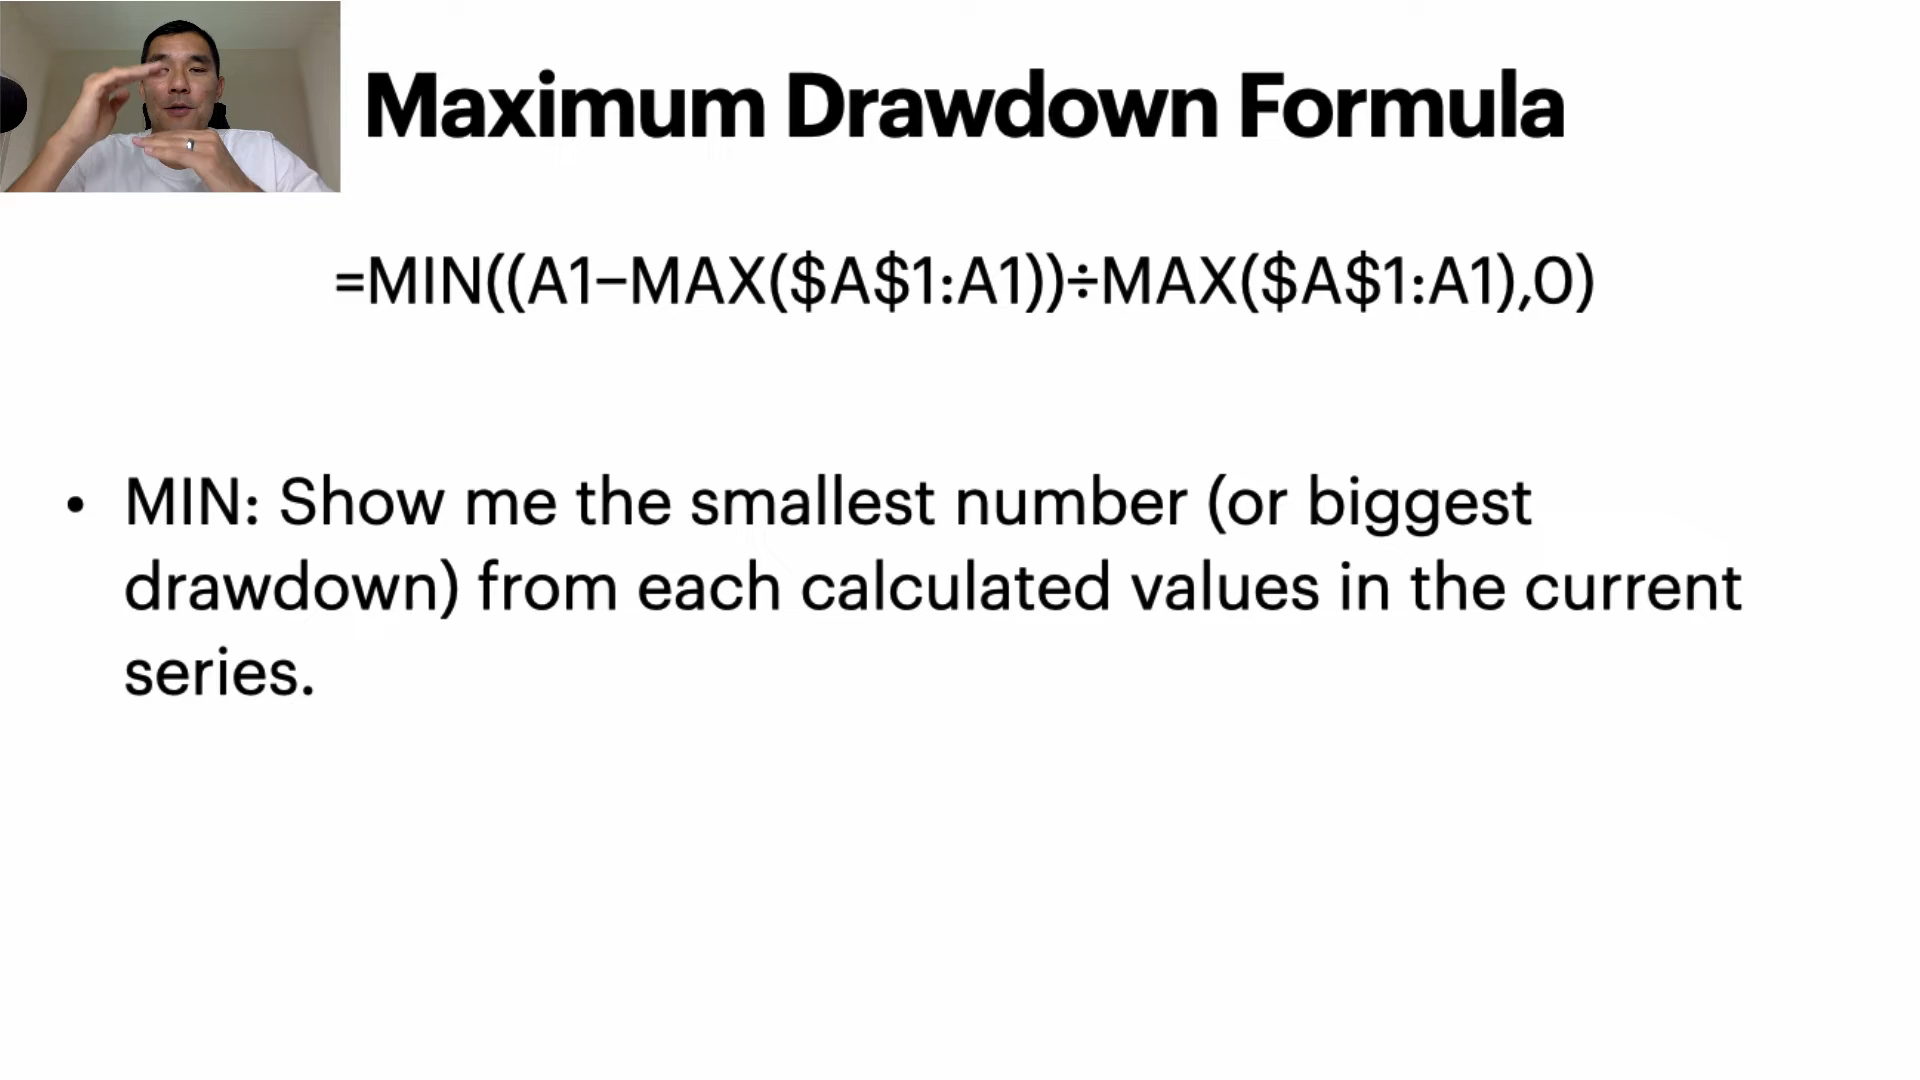 Maximum Drawdown Formula
=MIN((A1−MAX($A$1:A1))÷MAX($A$1:A1),0)
• MIN: Show me the smallest number (or biggest
drawdown) from each calculated values in the current
series.